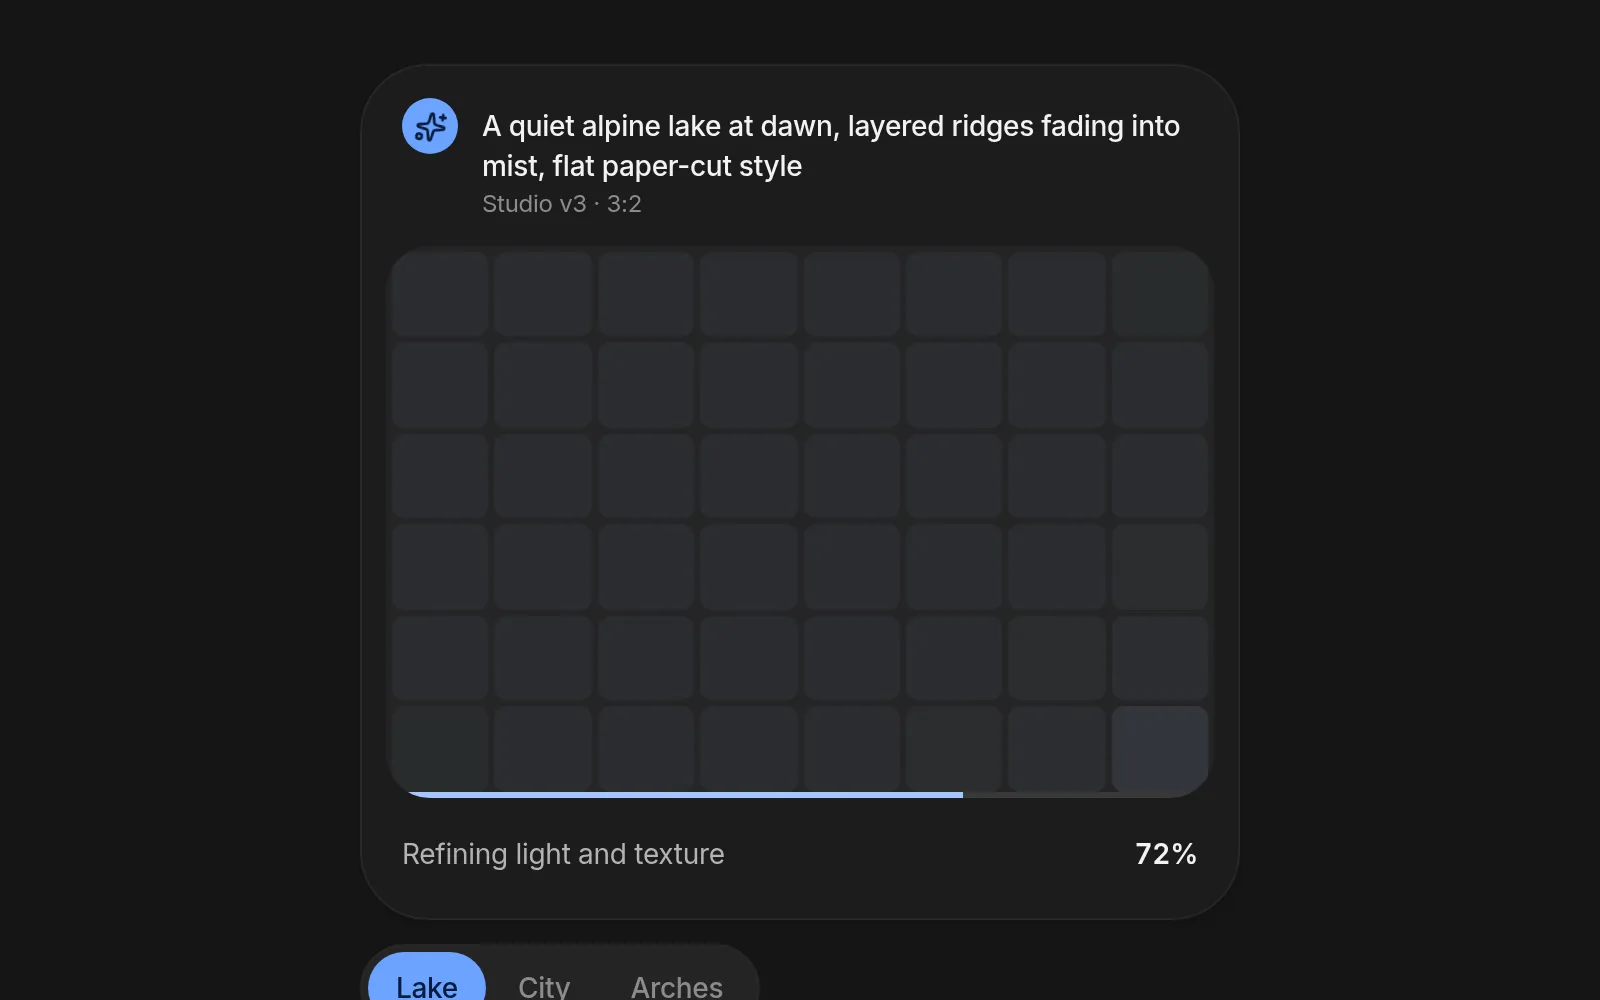 A quiet alpine lake at dawn, layered ridges fading into
mist, flat paper-cut style
Studio v3 · 3:2
Refining light and texture
72%
Lake
City
Arches